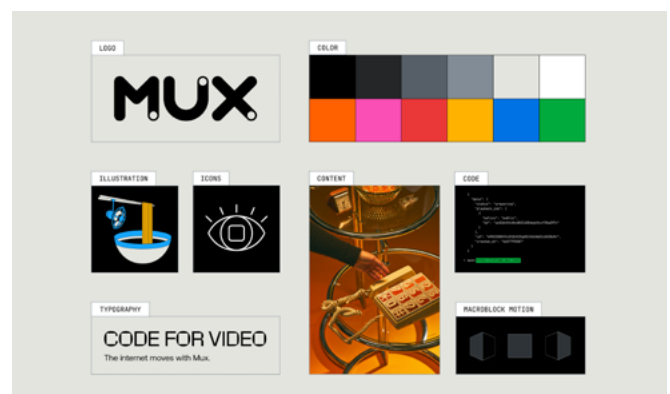 LOGO
MUX
COLOR
ILLUSTRATION
ICONS
CONTENT
CODE
TYPOGRAPHY
CODE FOR VIDEO
The internet moves with Mux.
MACROBLOCK MOTION